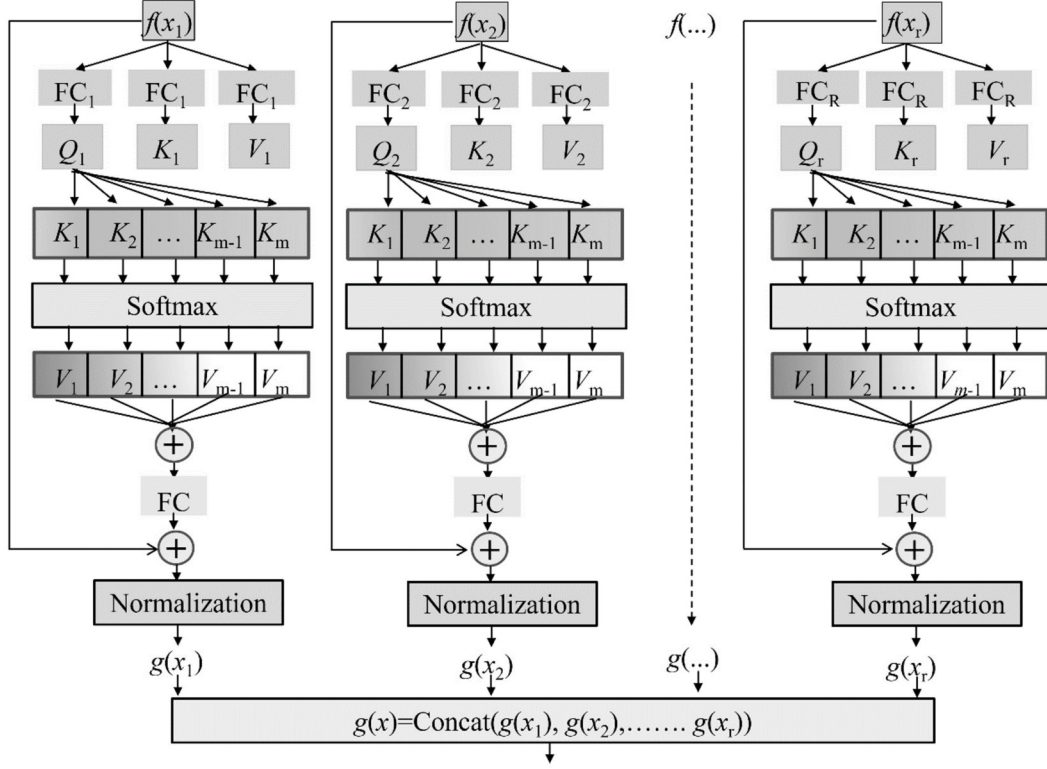 f(x₁) f(x₂) f(...) f(xᵣ)
FC₁ FC₁ FC₁ FC₂ FC₂ FC₂ FC_R FC_R FC_R
Q₁ K₁ V₁ Q₂ K₂ V₂ Qᵣ Kᵣ Vᵣ
K₁ K₂ ... Kₘ₋₁ Kₘ K₁ K₂ ... Kₘ₋₁ Kₘ K₁ K₂ ... Kₘ₋₁ Kₘ
Softmax Softmax Softmax
V₁ V₂ ... Vₘ₋₁ Vₘ V₁ V₂ ... Vₘ₋₁ Vₘ V₁ V₂ ... Vₘ₋₁ Vₘ
+ + +
FC FC FC
+ + +
Normalization Normalization Normalization
g(x₁) g(x₂) g(...) g(xᵣ)
g(x)=Concat(g(x₁), g(x₂),....... g(xᵣ))